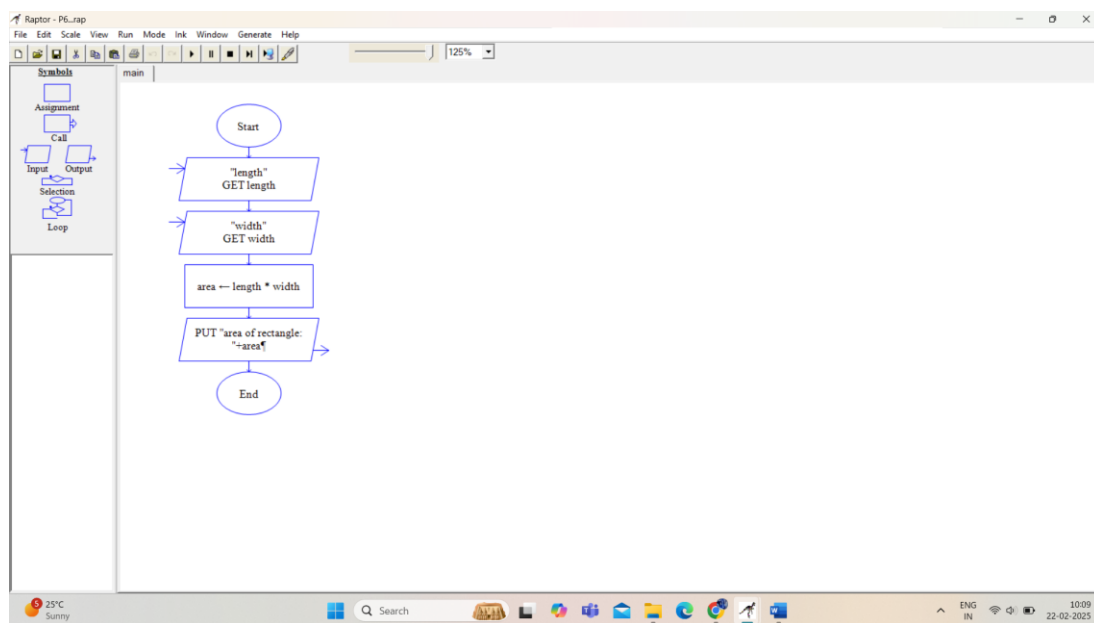 Raptor - P6...rap
File Edit Scale View Run Mode Ink Window Generate Help
125%
Symbols
Assignment
Call
Input Output
Selection
Loop
main
Start
"length"
GET length
"width"
GET width
area ← length * width
PUT "area of rectangle:
"+area¶
End
5
25°C
Sunny
Search
ENG
IN
10:09
22-02-2025